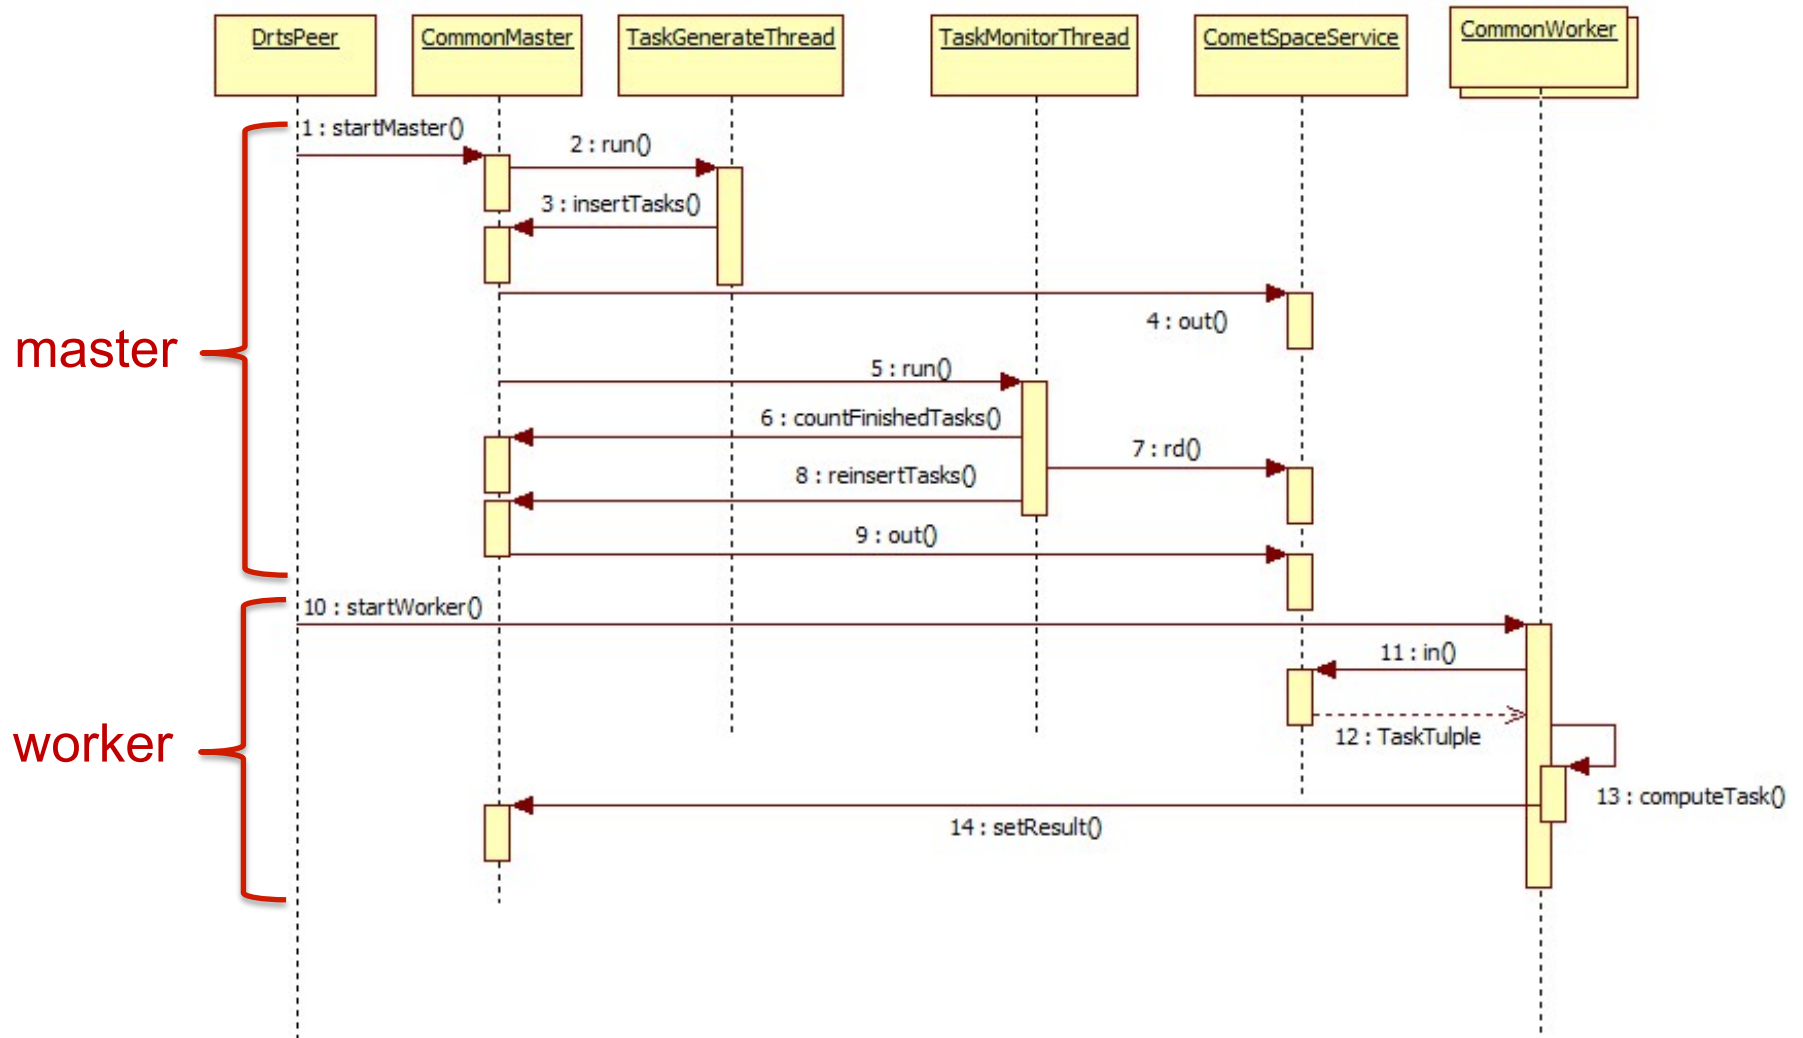 DrtsPeer
CommonMaster
TaskGenerateThread
TaskMonitorThread
CometSpaceService
CommonWorker
1 : startMaster()
2 : run()
3 : insertTasks()
4 : out()
master
5 : run()
6 : countFinishedTasks()
7 : rd()
8 : reinsertTasks()
9 : out()
10 : startWorker()
11 : in()
12 : TaskTulple
worker
13 : computeTask()
14 : setResult()